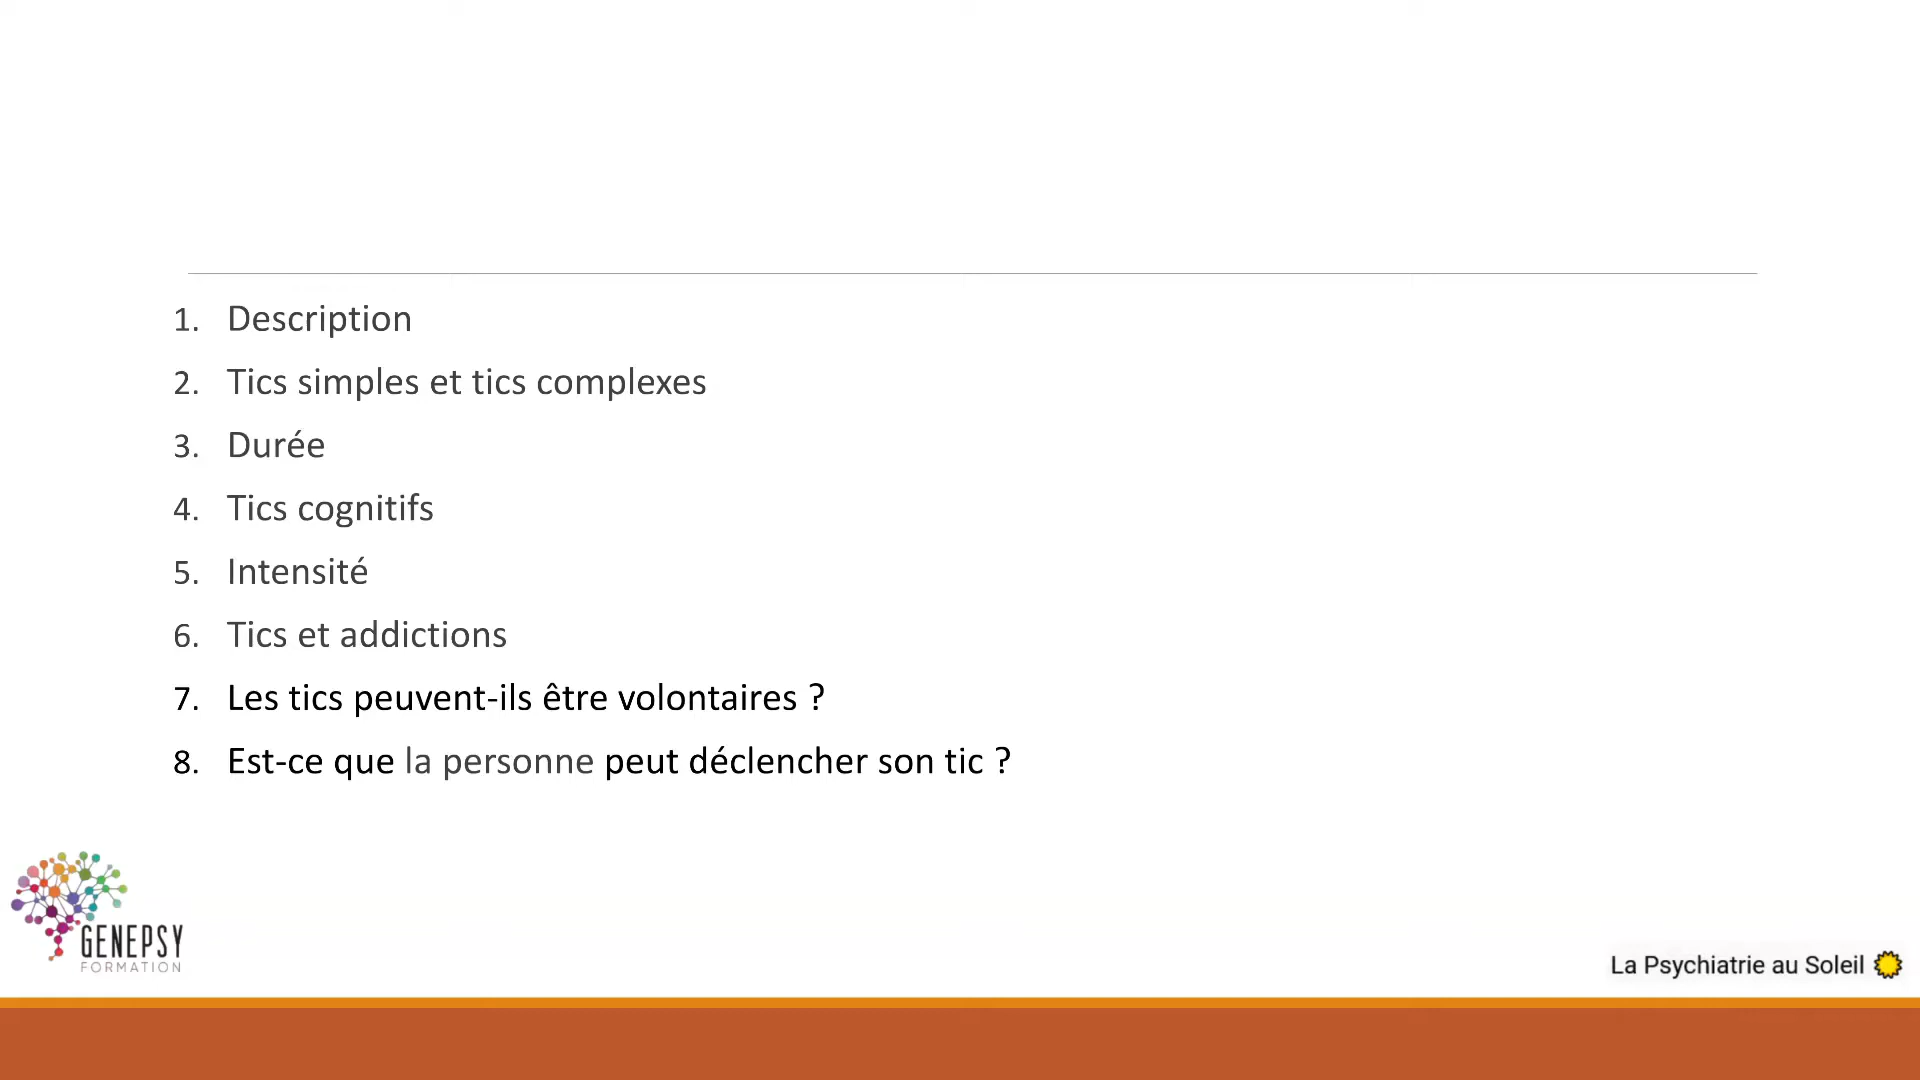 1. Description
2. Tics simples et tics complexes
3. Durée
4. Tics cognitifs
5. Intensité
6. Tics et addictions
7. Les tics peuvent-ils être volontaires ?
8. Est-ce que la personne peut déclencher son tic ?
GENEPSY
FORMATION
La Psychiatrie au Soleil